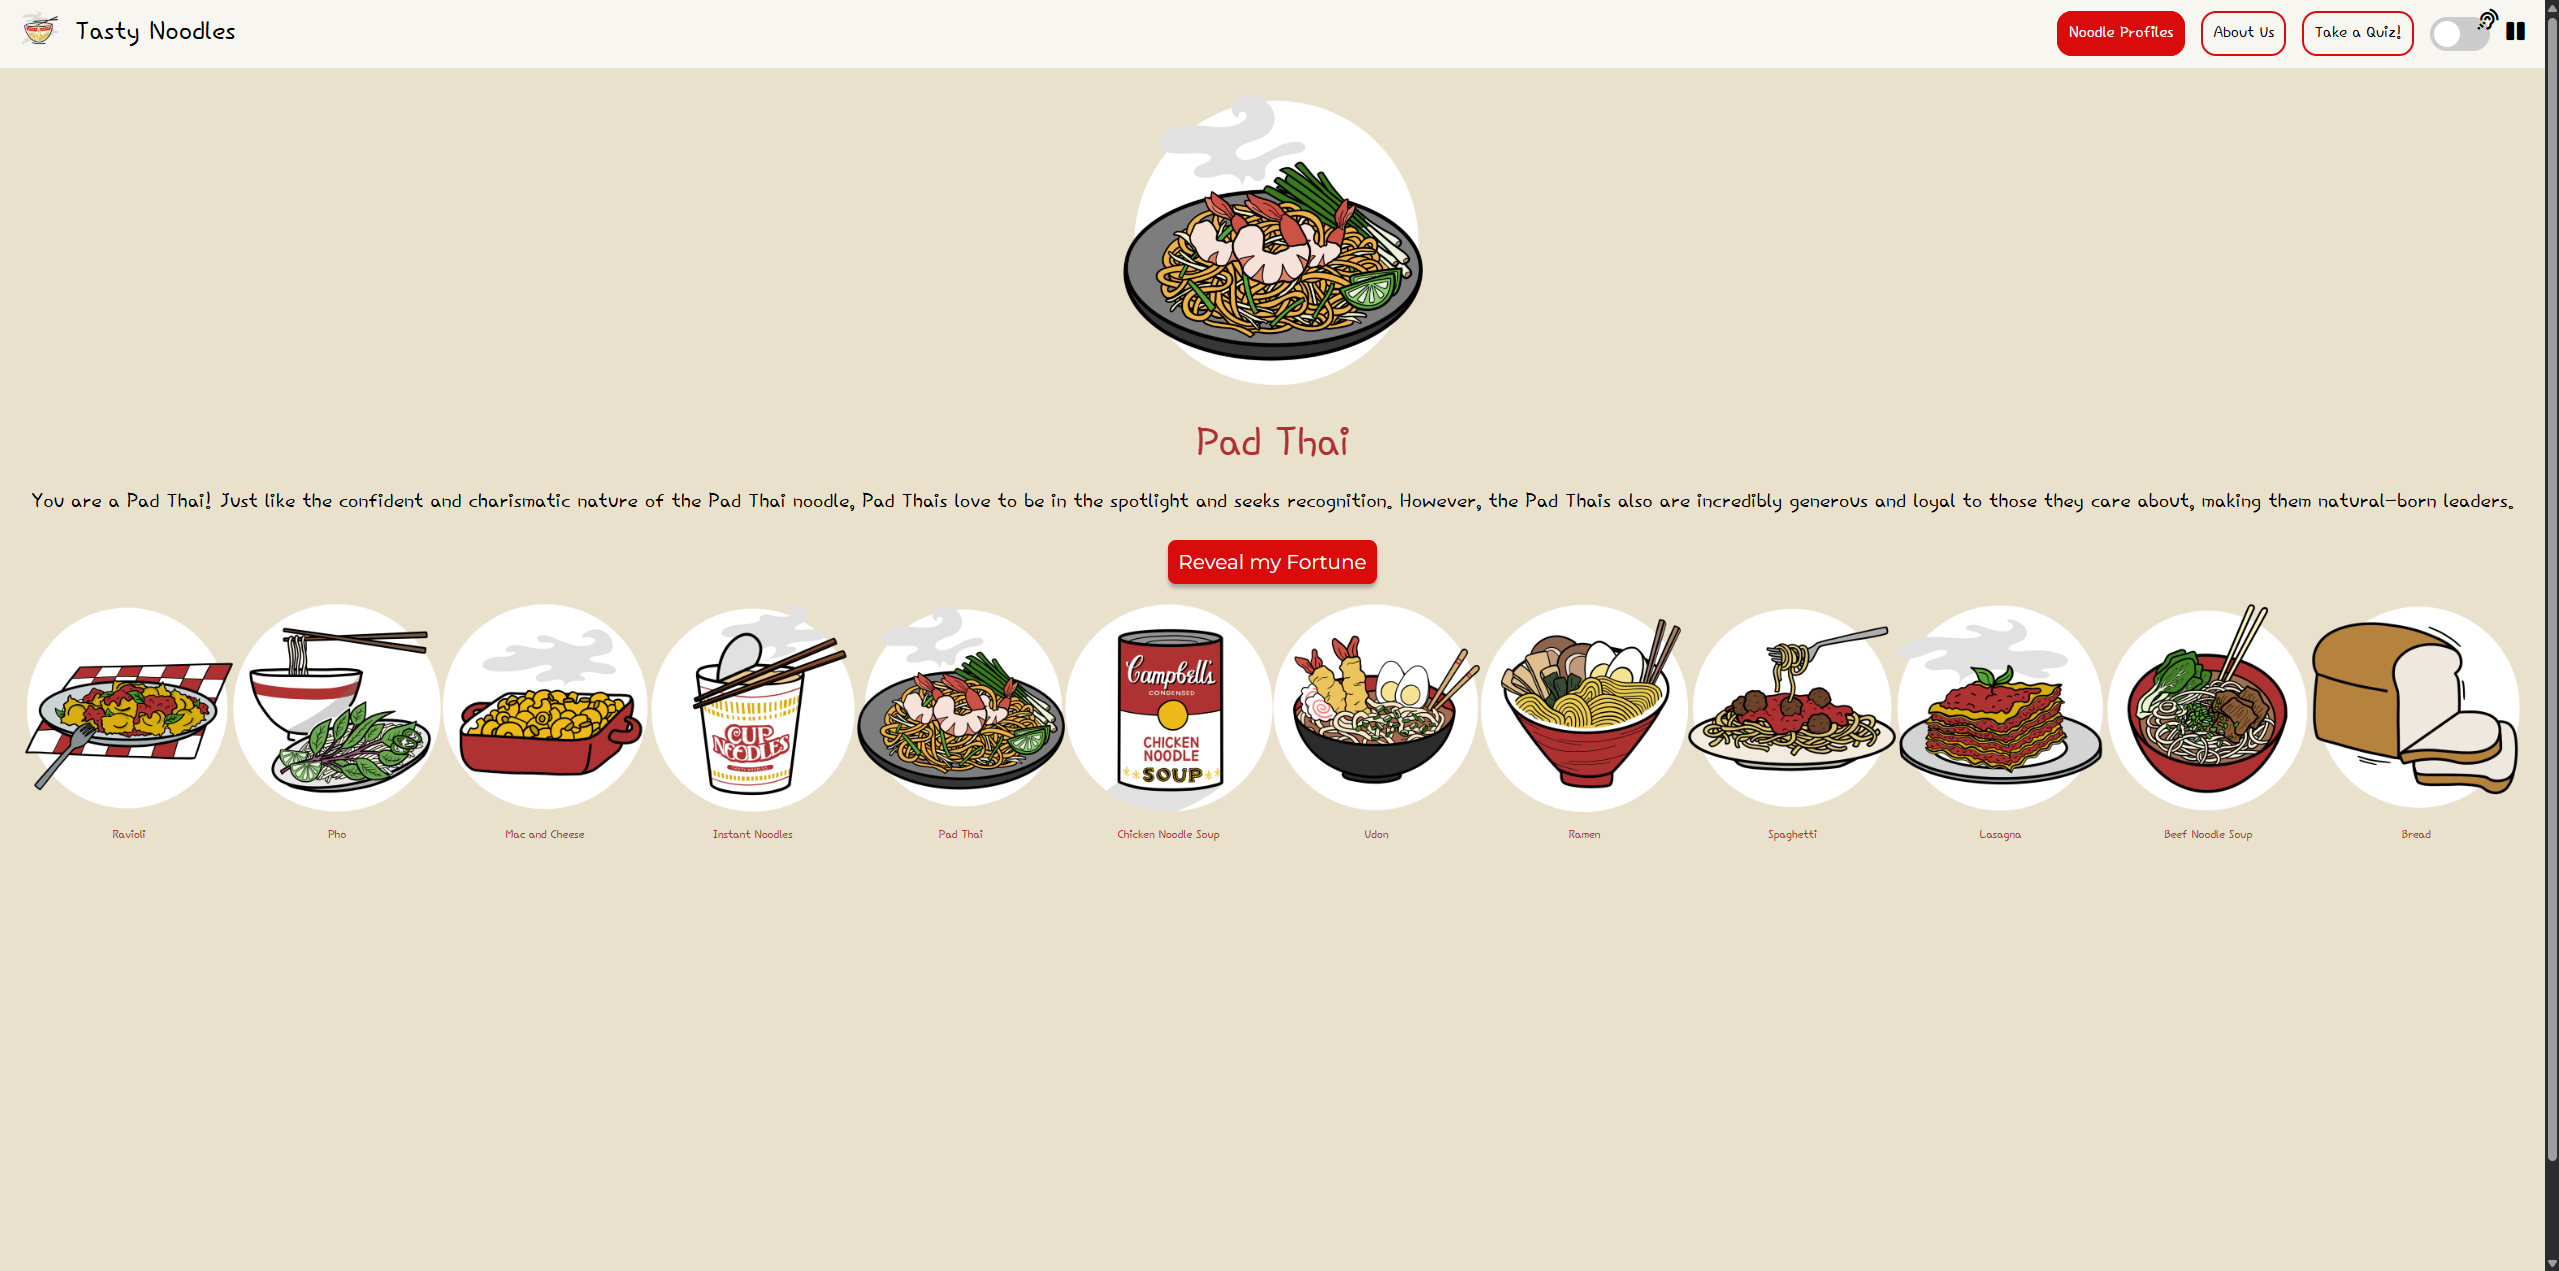 Tasty Noodles
Noodle Profiles
About Us
Take a Quiz!
Pad Thai
You are a Pad Thai! Just like the confident and charismatic nature of the Pad Thai noodle, Pad Thais love to be in the spotlight and seeks recognition. However, the Pad Thais also are incredibly generous and loyal to those they care about, making them natural-born leaders.
Reveal my Fortune
CUP
NOODLES
Campbell's
CONDENSED
CHICKEN
NOODLE
SOUP
Ravioli
Pho
Mac and Cheese
Instant Noodles
Pad Thai
Chicken Noodle Soup
Udon
Ramen
Spaghetti
Lasagna
Beef Noodle Soup
Bread